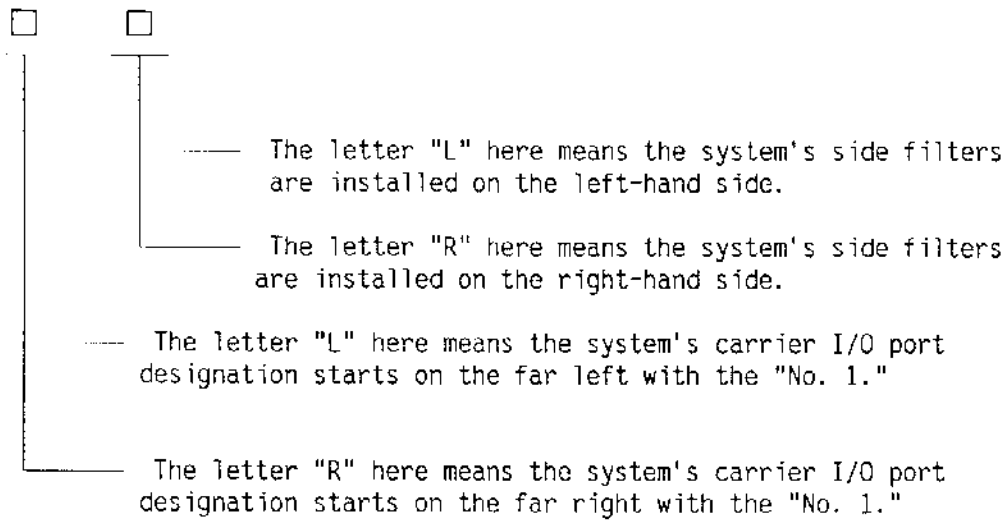 The letter "L" here means the system's side filters
are installed on the left-hand side.
The letter "R" here means the system's side filters
are installed on the right-hand side.
The letter "L" here means the system's carrier I/O port
designation starts on the far left with the "No. 1."
The letter "R" here means the system's carrier I/O port
designation starts on the far right with the "No. 1."